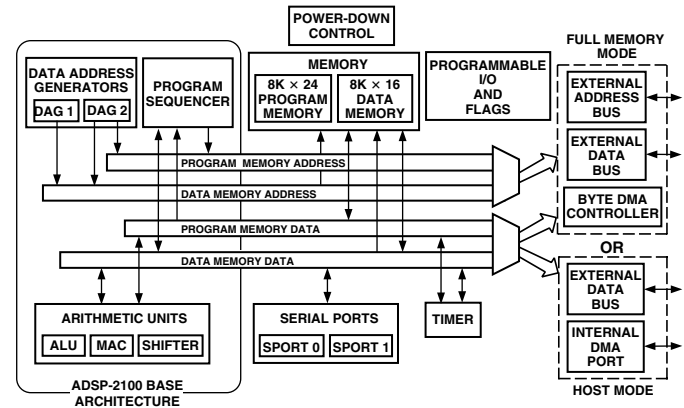 POWER-DOWN
CONTROL
FULL MEMORY
MODE
DATA ADDRESS
GENERATORS
DAG 1
DAG 2
PROGRAM
SEQUENCER
MEMORY
8K × 24
PROGRAM
MEMORY
8K × 16
DATA
MEMORY
PROGRAMMABLE
I/O
AND
FLAGS
EXTERNAL
ADDRESS
BUS
EXTERNAL
DATA
BUS
BYTE DMA
CONTROLLER
PROGRAM MEMORY ADDRESS
DATA MEMORY ADDRESS
PROGRAM MEMORY DATA
DATA MEMORY DATA
OR
EXTERNAL
DATA
BUS
INTERNAL
DMA
PORT
HOST MODE
ARITHMETIC UNITS
ALU
MAC
SHIFTER
SERIAL PORTS
SPORT 0
SPORT 1
TIMER
ADSP-2100 BASE
ARCHITECTURE